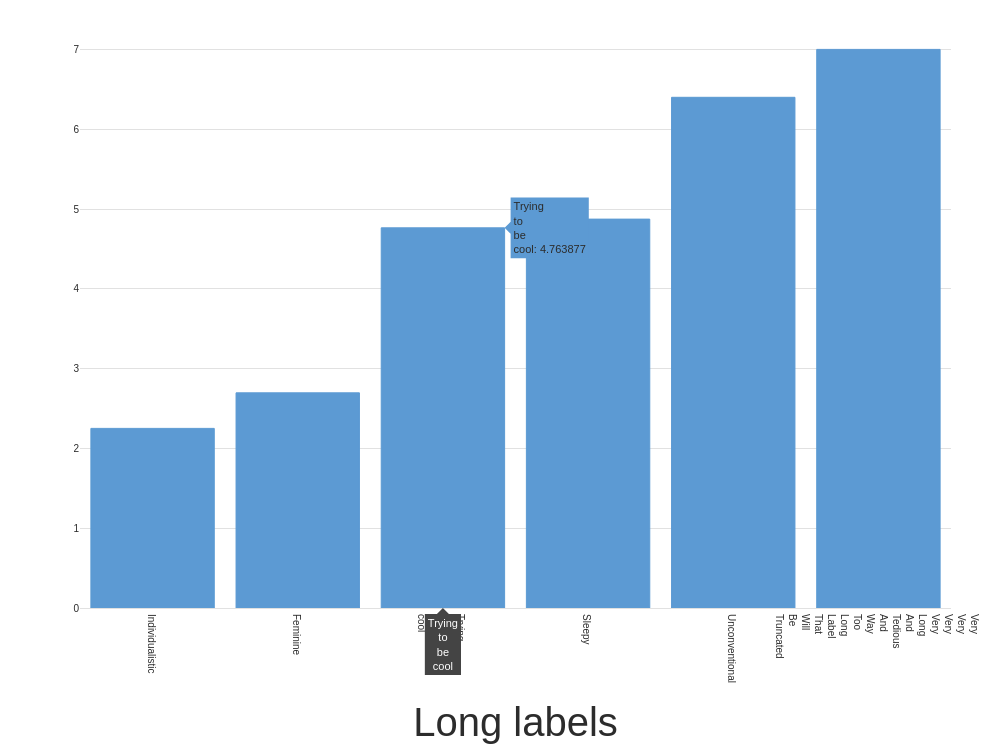 7
6
5
4
3
2
1
0
Trying
to
be
cool: 4.763877
Individualistic
Feminine
cool
Trying
to
be
cool
Sleepy
Unconventional
Very
Very
Very
Very
Long
And
Tedious
And
Way
Too
Long
Label
That
Will
Be
Truncated
Long labels